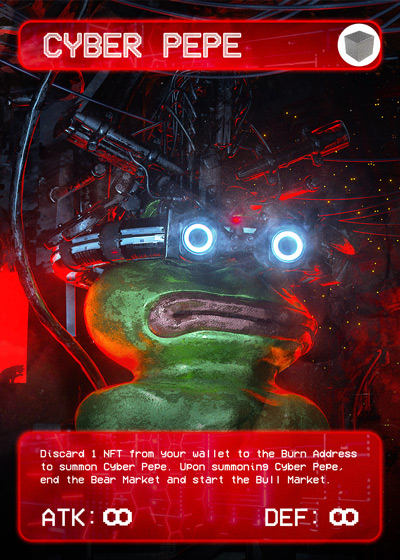 CYBER PEPE
Discard 1 NFT from your wallet to the Burn Address
to summon Cyber Pepe. Upon summoning Cyber Pepe,
end the Bear Market and start the Bull Market.
ATK: ∞ DEF: ∞